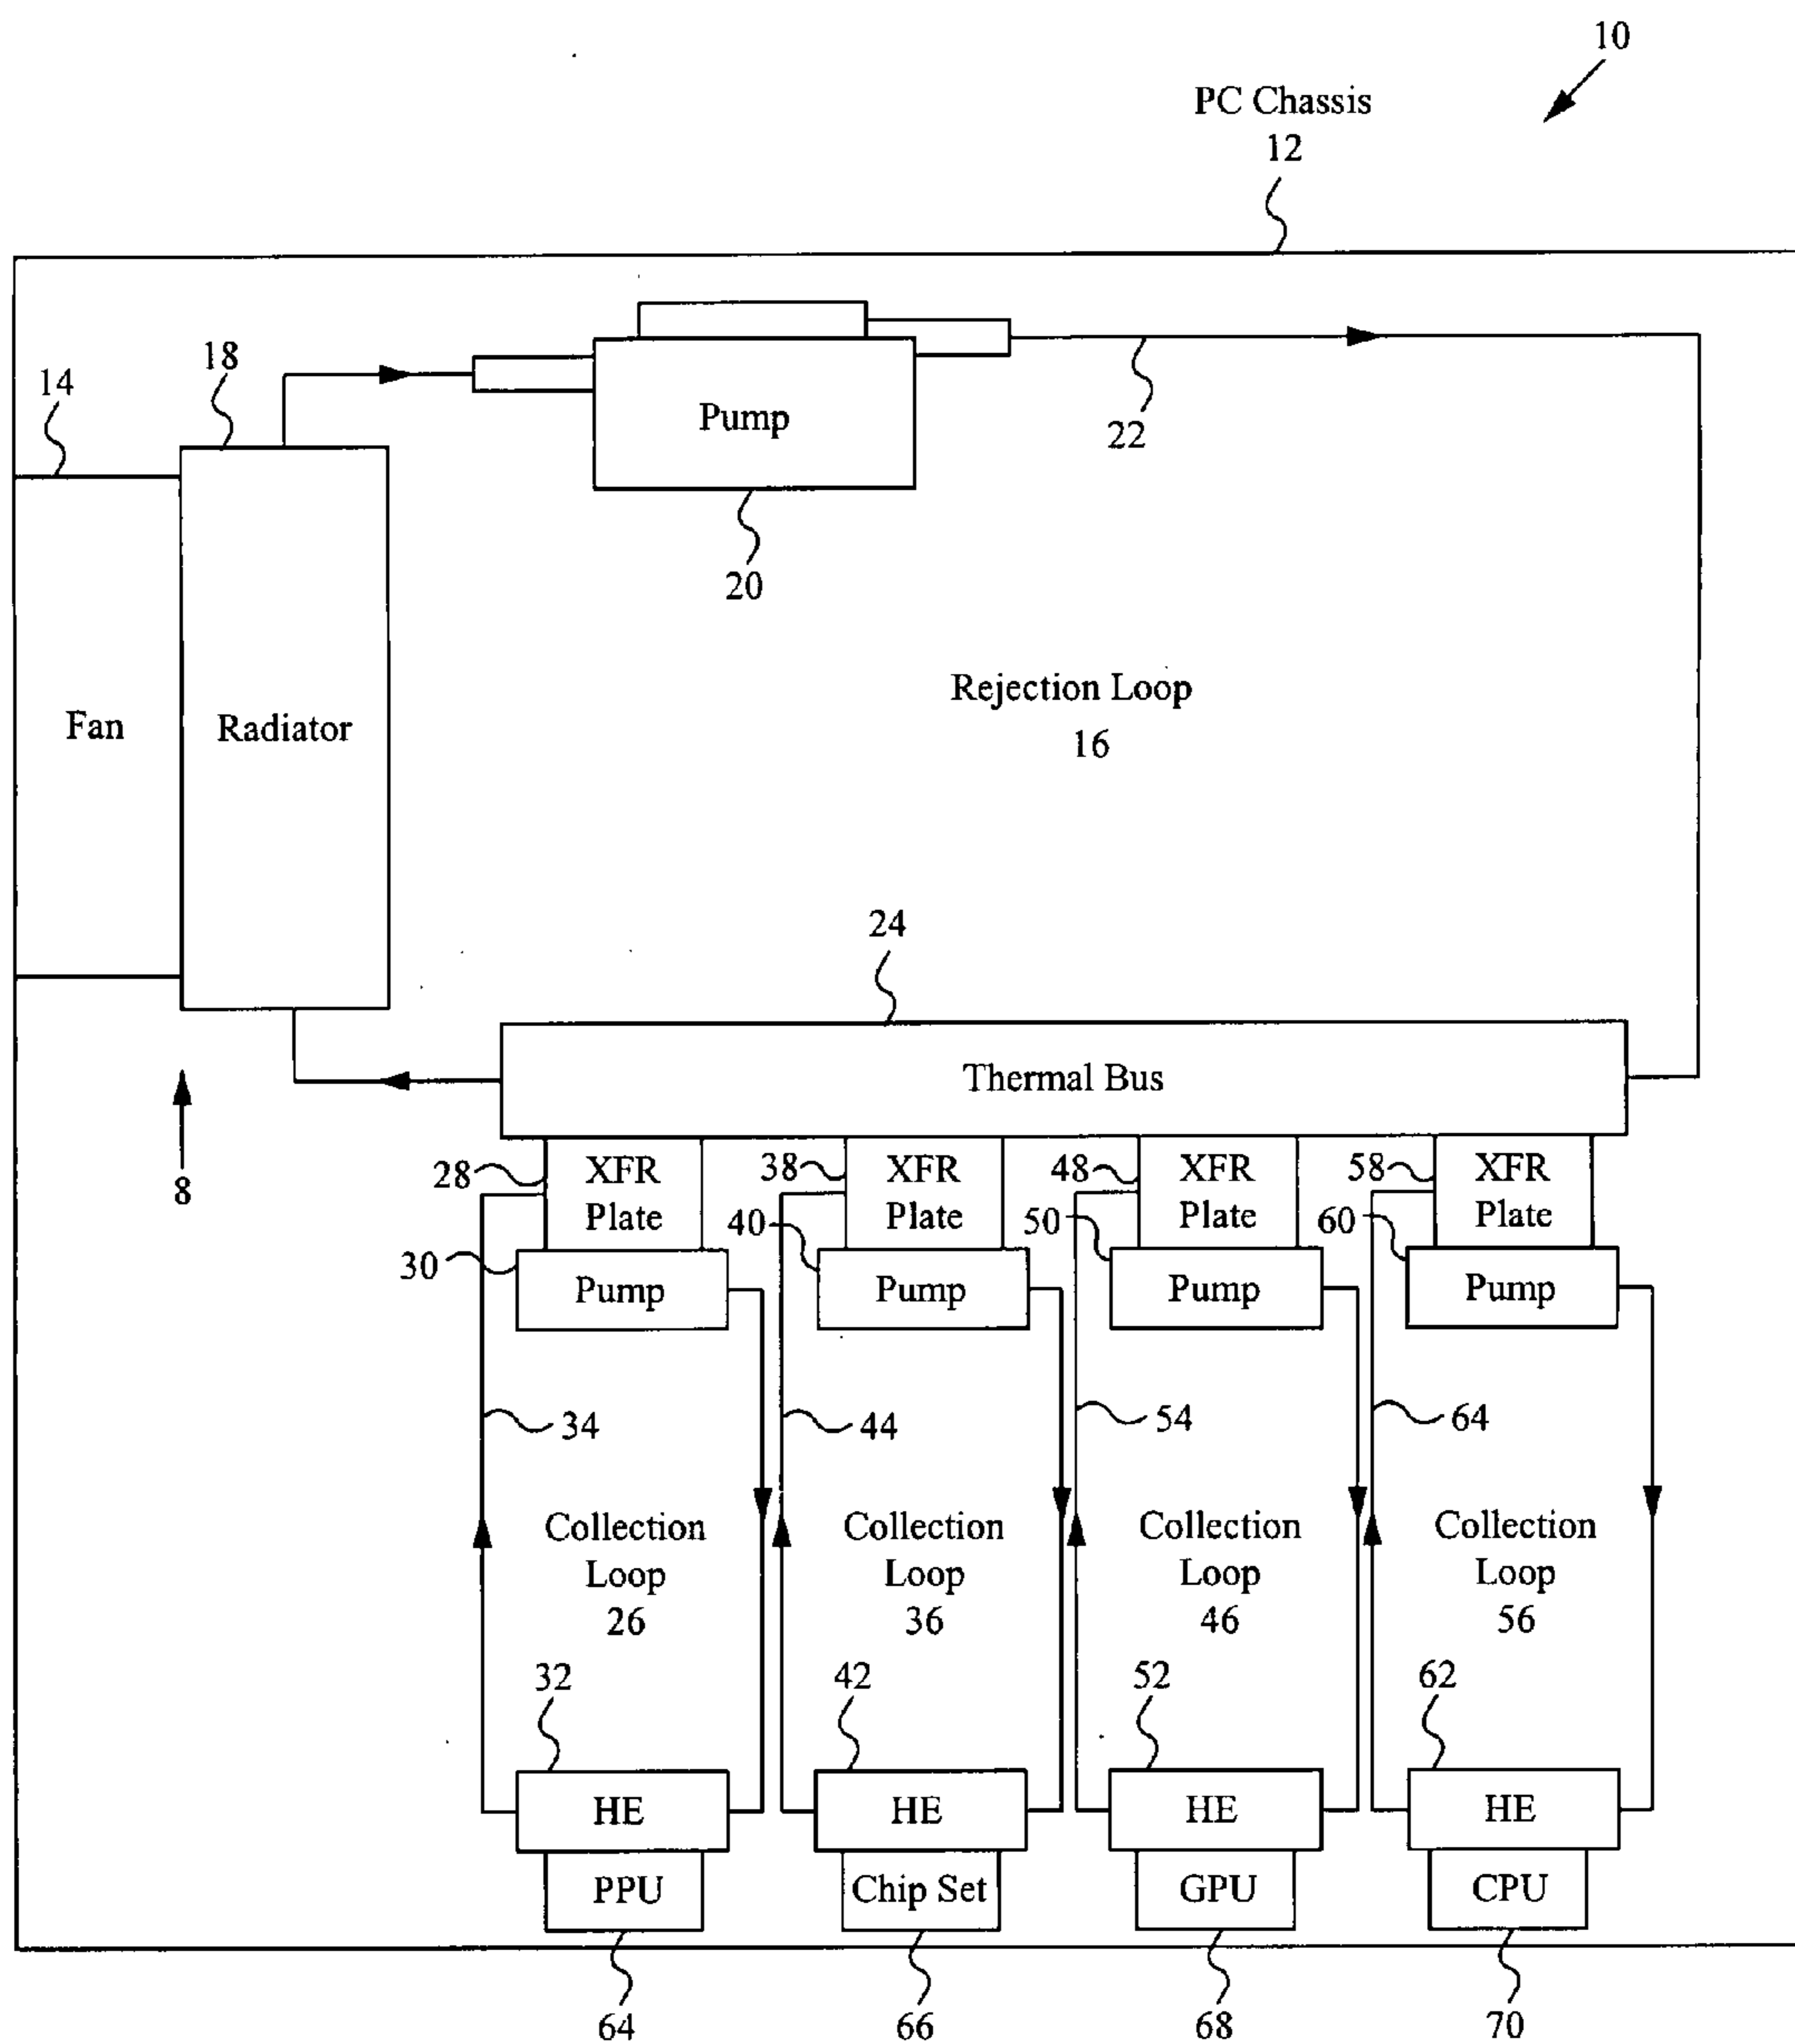 10
PC Chassis
12
18
14
Pump
22
20
Rejection Loop
16
Fan
Radiator
24
Thermal Bus
8
28
XFR
Plate
38
XFR
Plate
48
XFR
Plate
58
XFR
Plate
30
Pump
40
Pump
50
Pump
60
Pump
34
44
54
64
Collection
Loop
26
Collection
Loop
36
Collection
Loop
46
Collection
Loop
56
32
42
52
62
HE
HE
HE
HE
PPU
Chip Set
GPU
CPU
64
66
68
70